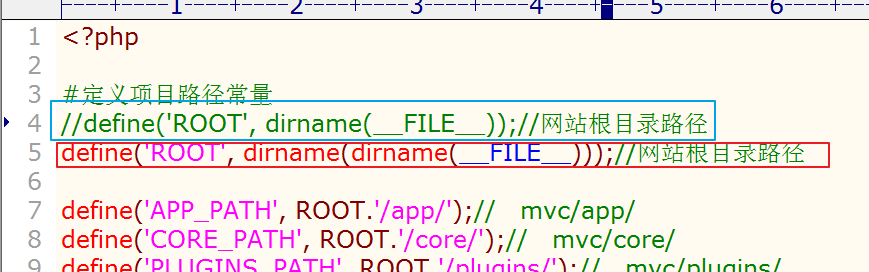 1 2 3 4 5 6
1 <?php
2
3 #定义项目路径常量
4 //define('ROOT', dirname(__FILE__));//网站根目录路径
5 define('ROOT', dirname(dirname(__FILE__)));//网站根目录路径
6
7 define('APP_PATH', ROOT.'/app/');// mvc/app/
8 define('CORE_PATH', ROOT.'/core/');// mvc/core/
9 define('PLUGINS_PATH', ROOT.'/plugins/');// mvc/plugins/